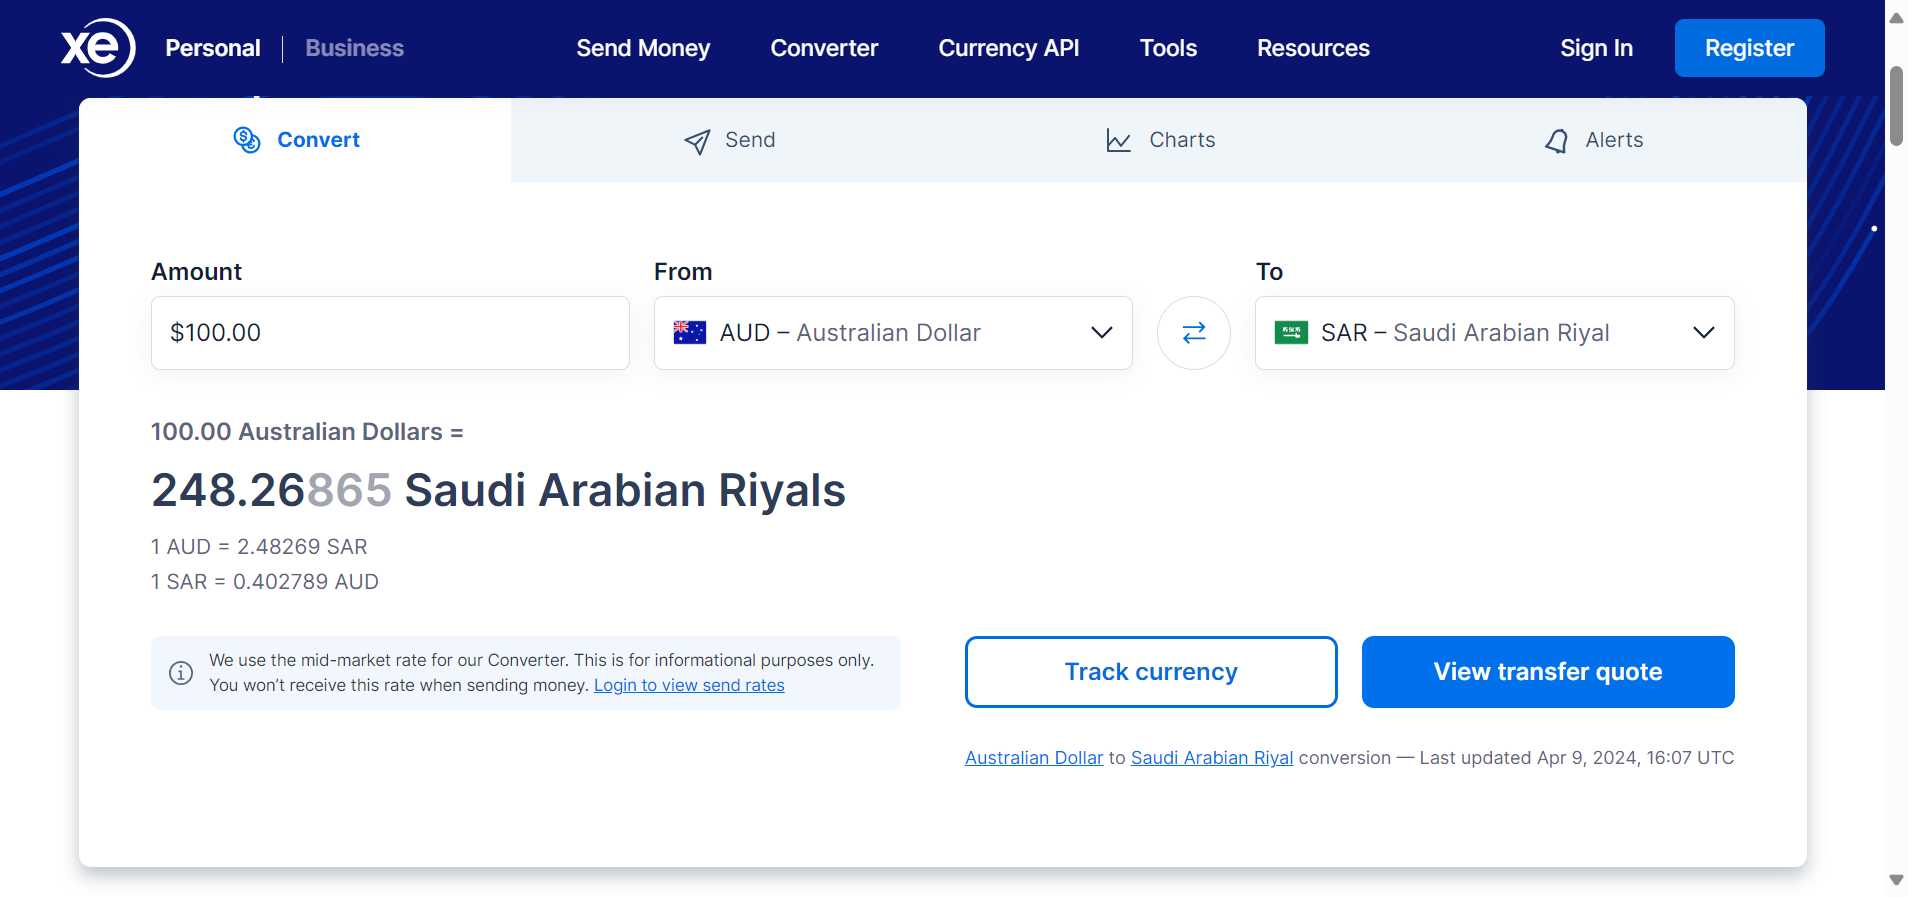 xe Personal Business Send Money Converter Currency API Tools Resources Sign In Register
Convert Send Charts Alerts
Amount From To
$100.00 AUD – Australian Dollar SAR – Saudi Arabian Riyal
100.00 Australian Dollars =
248.26865 Saudi Arabian Riyals
1 AUD = 2.48269 SAR
1 SAR = 0.402789 AUD
We use the mid-market rate for our Converter. This is for informational purposes only.
You won’t receive this rate when sending money. Login to view send rates
Track currency View transfer quote
Australian Dollar to Saudi Arabian Riyal conversion — Last updated Apr 9, 2024, 16:07 UTC